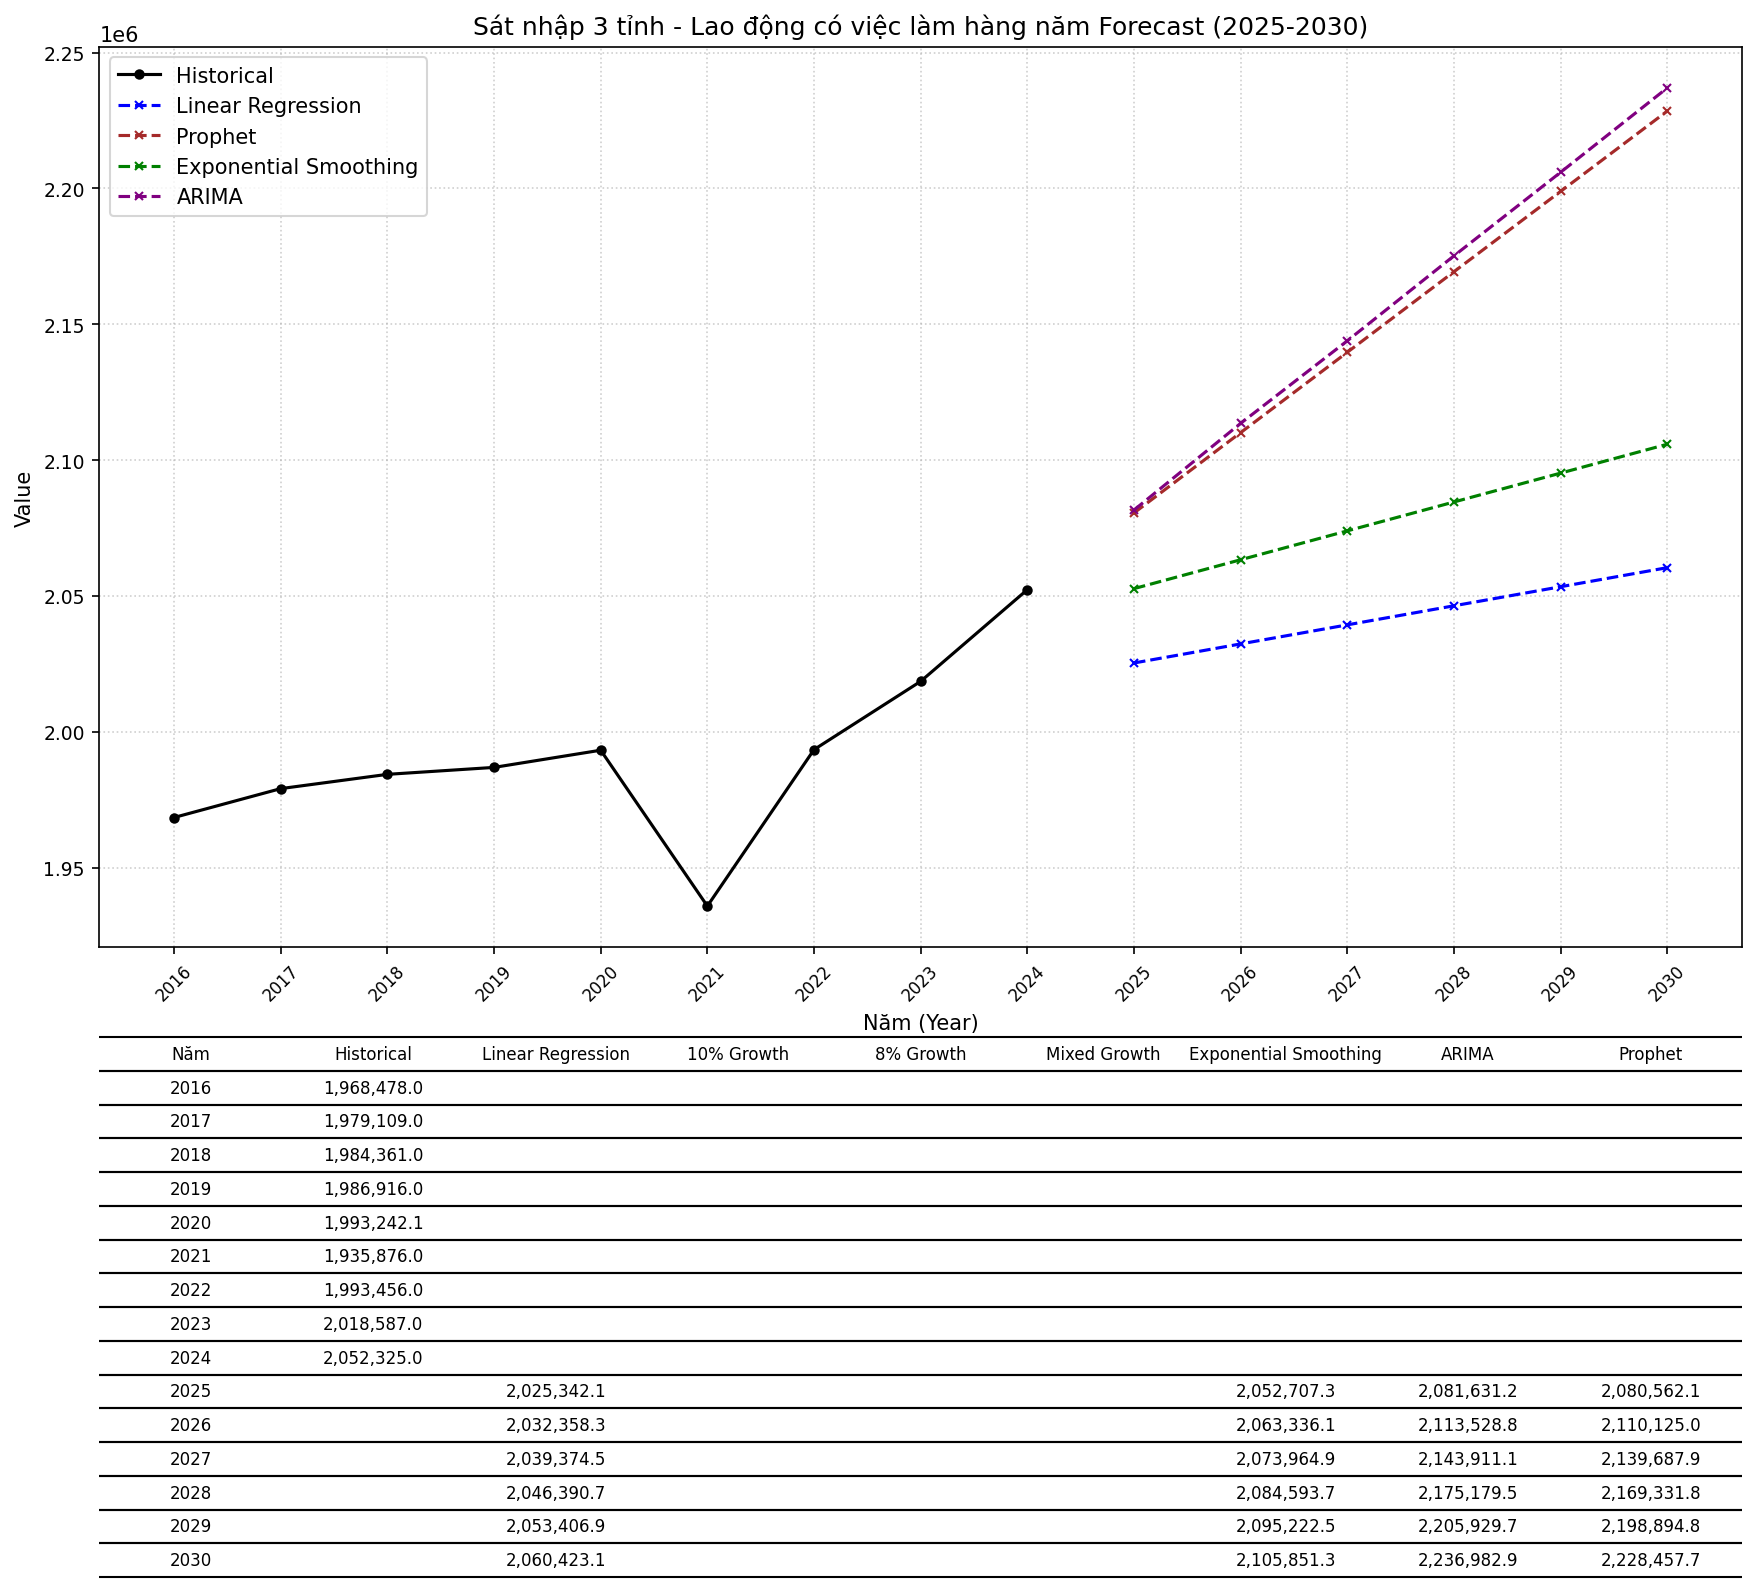 Sát nhập 3 tỉnh - Lao động có việc làm hàng năm Forecast (2025-2030)
1e6
2.25
2.20
2.15
2.10
2.05
2.00
1.95
Value
Historical
Linear Regression
Prophet
Exponential Smoothing
ARIMA
2016 2017 2018 2019 2020 2021 2022 2023 2024 2025 2026 2027 2028 2029 2030
Năm (Year)
Năm Historical Linear Regression 10% Growth 8% Growth Mixed Growth Exponential Smoothing ARIMA Prophet
2016 1,968,478.0
2017 1,979,109.0
2018 1,984,361.0
2019 1,986,916.0
2020 1,993,242.1
2021 1,935,876.0
2022 1,993,456.0
2023 2,018,587.0
2024 2,052,325.0
2025 2,025,342.1 2,052,707.3 2,081,631.2 2,080,562.1
2026 2,032,358.3 2,063,336.1 2,113,528.8 2,110,125.0
2027 2,039,374.5 2,073,964.9 2,143,911.1 2,139,687.9
2028 2,046,390.7 2,084,593.7 2,175,179.5 2,169,331.8
2029 2,053,406.9 2,095,222.5 2,205,929.7 2,198,894.8
2030 2,060,423.1 2,105,851.3 2,236,982.9 2,228,457.7